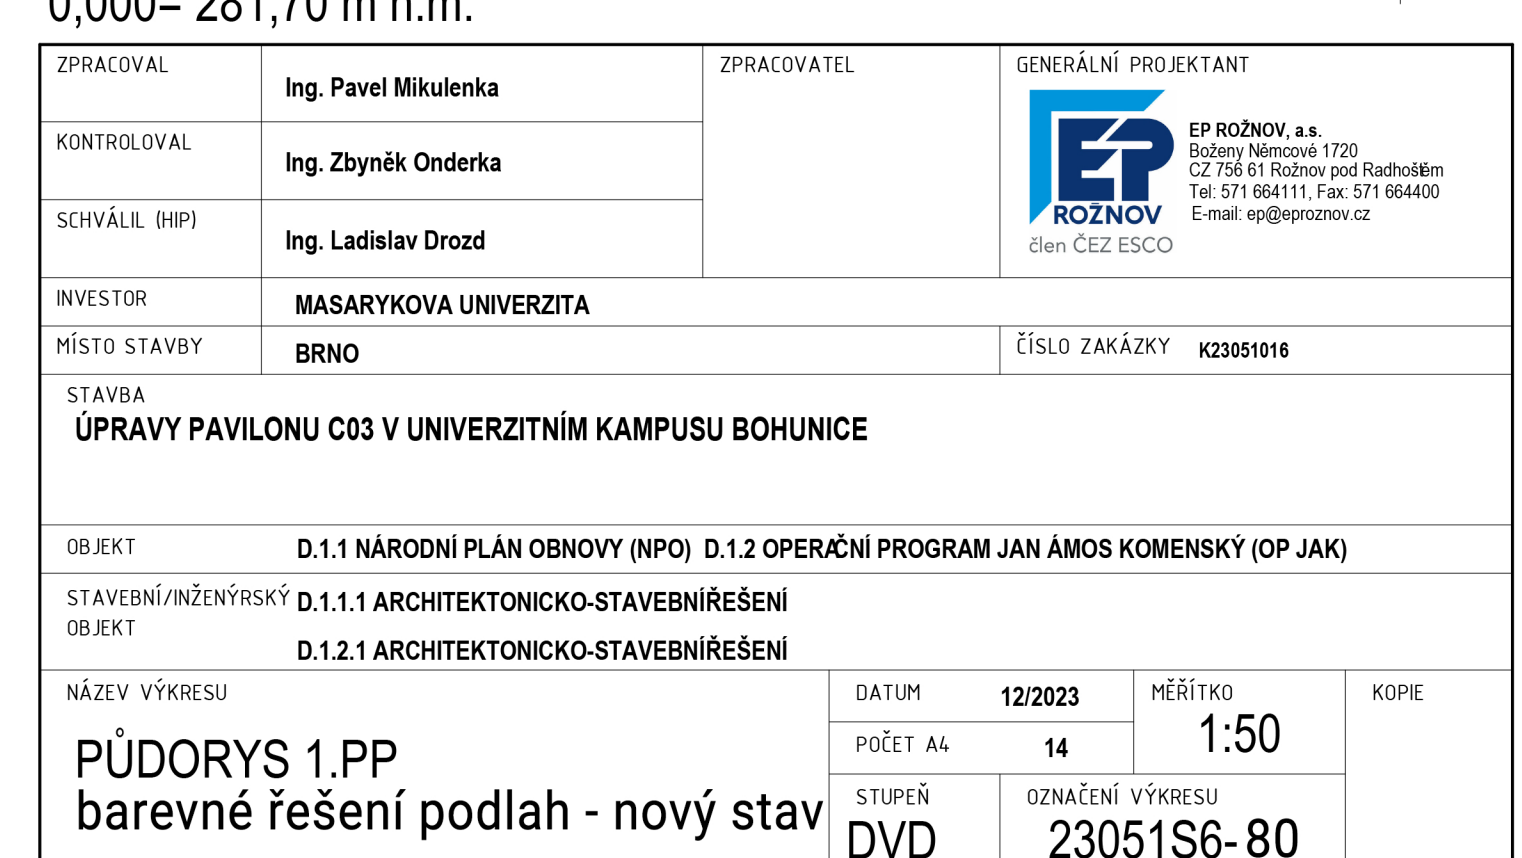 0,000= 281,70 m n.m.
ZPRACOVAL
Ing. Pavel Mikulenka
ZPRACOVATEL
GENERÁLNÍ PROJEKTANT
EP
ROŽNOV
člen ČEZ ESCO
EP ROŽNOV, a.s.
Boženy Němcové 1720
CZ 756 61 Rožnov pod Radhoštěm
Tel: 571 664111, Fax: 571 664400
E-mail: ep@eproznov.cz
KONTROLOVAL
Ing. Zbyněk Onderka
SCHVÁLIL (HIP)
Ing. Ladislav Drozd
INVESTOR
MASARYKOVA UNIVERZITA
MÍSTO STAVBY
BRNO
ČÍSLO ZAKÁZKY K23051016
STAVBA
ÚPRAVY PAVILONU C03 V UNIVERZITNÍM KAMPUSU BOHUNICE
OBJEKT
D.1.1 NÁRODNÍ PLÁN OBNOVY (NPO) D.1.2 OPERAČNÍ PROGRAM JAN ÁMOS KOMENSKÝ (OP JAK)
STAVEBNÍ/INŽENÝRSKÝ
OBJEKT
D.1.1.1 ARCHITEKTONICKO-STAVEBNÍŘEŠENÍ
D.1.2.1 ARCHITEKTONICKO-STAVEBNÍŘEŠENÍ
NÁZEV VÝKRESU
PŮDORYS 1.PP
barevné řešení podlah - nový stav
DATUM 12/2023
MĚŘÍTKO
1:50
KOPIE
POČET A4 14
STUPEŇ
DVD
OZNAČENÍ VÝKRESU
23051S6-80